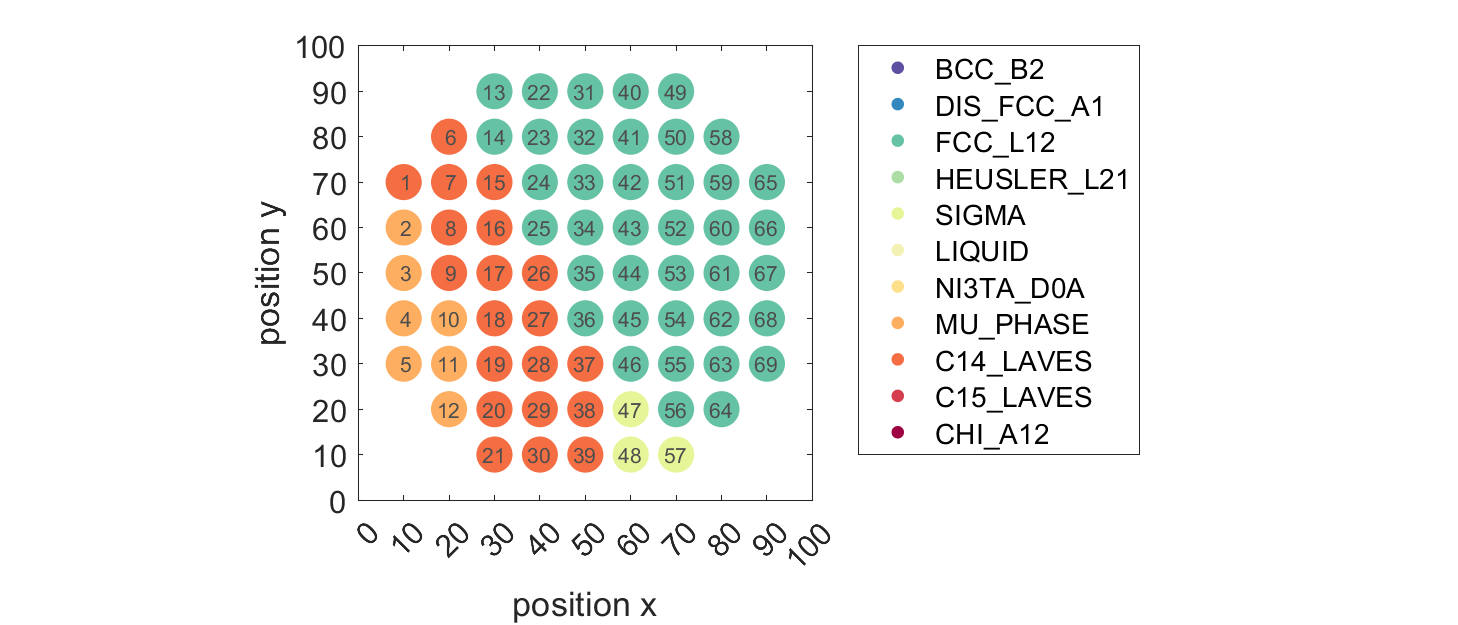 100
90
80
70
60
50
40
30
20
10
0
position y
13 22 31 40 49
6 14 23 32 41 50 58
1 7 15 24 33 42 51 59 65
2 8 16 25 34 43 52 60 66
3 9 17 26 35 44 53 61 67
4 10 18 27 36 45 54 62 68
5 11 19 28 37 46 55 63 69
12 20 29 38 47 56 64
21 30 39 48 57
0 10 20 30 40 50 60 70 80 90 100
position x
BCC_B2
DIS_FCC_A1
FCC_L12
HEUSLER_L21
SIGMA
LIQUID
NI3TA_D0A
MU_PHASE
C14_LAVES
C15_LAVES
CHI_A12